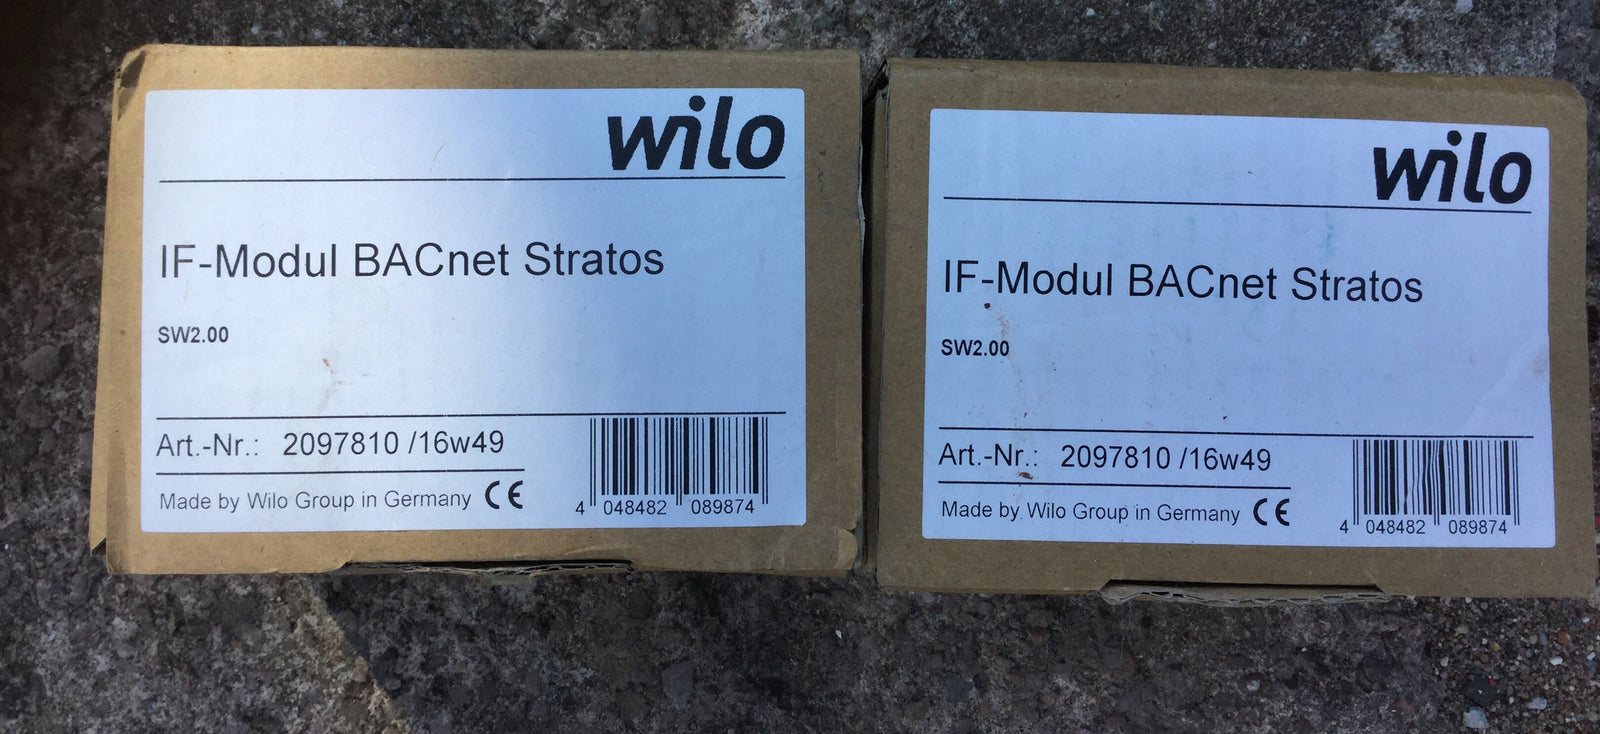 wilo
IF-Modul BACnet Stratos
SW2.00
Art.-Nr.: 2097810 /16w49
Made by Wilo Group in Germany CE
4 048482 089874
wilo
IF-Modul BACnet Stratos
SW2.00
Art.-Nr.: 2097810 /16w49
Made by Wilo Group in Germany CE
4 048482 089874